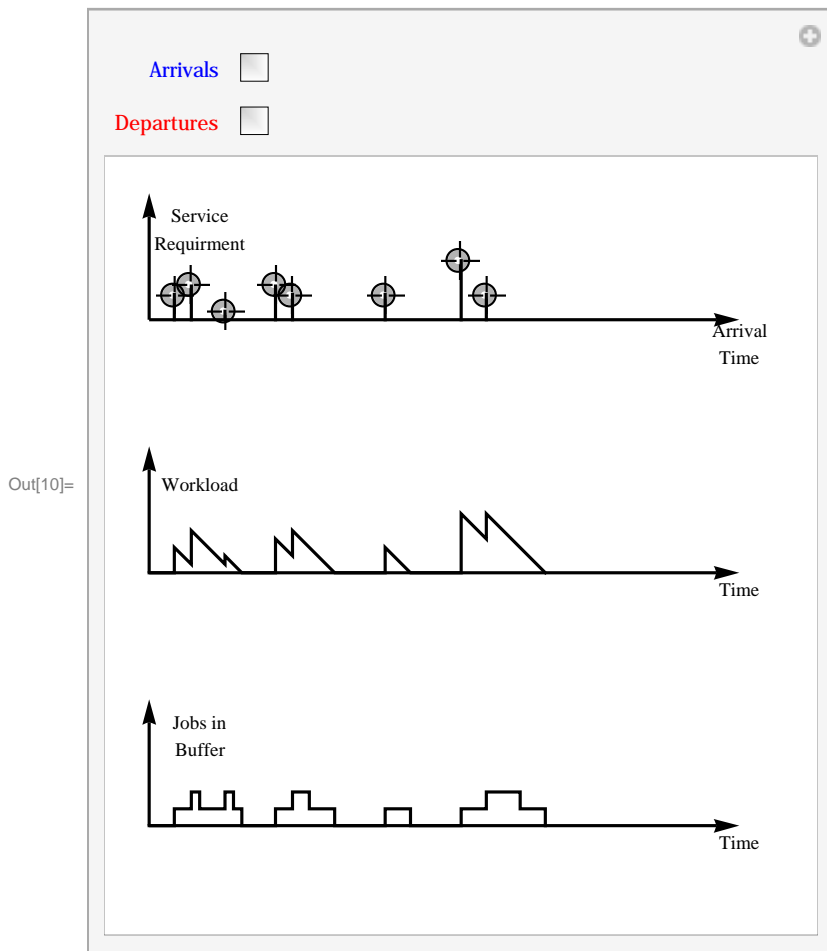 Arrivals
Departures
Service
Requirment
Arrival
Time
Out[10]=
Workload
Time
Jobs in
Buffer
Time